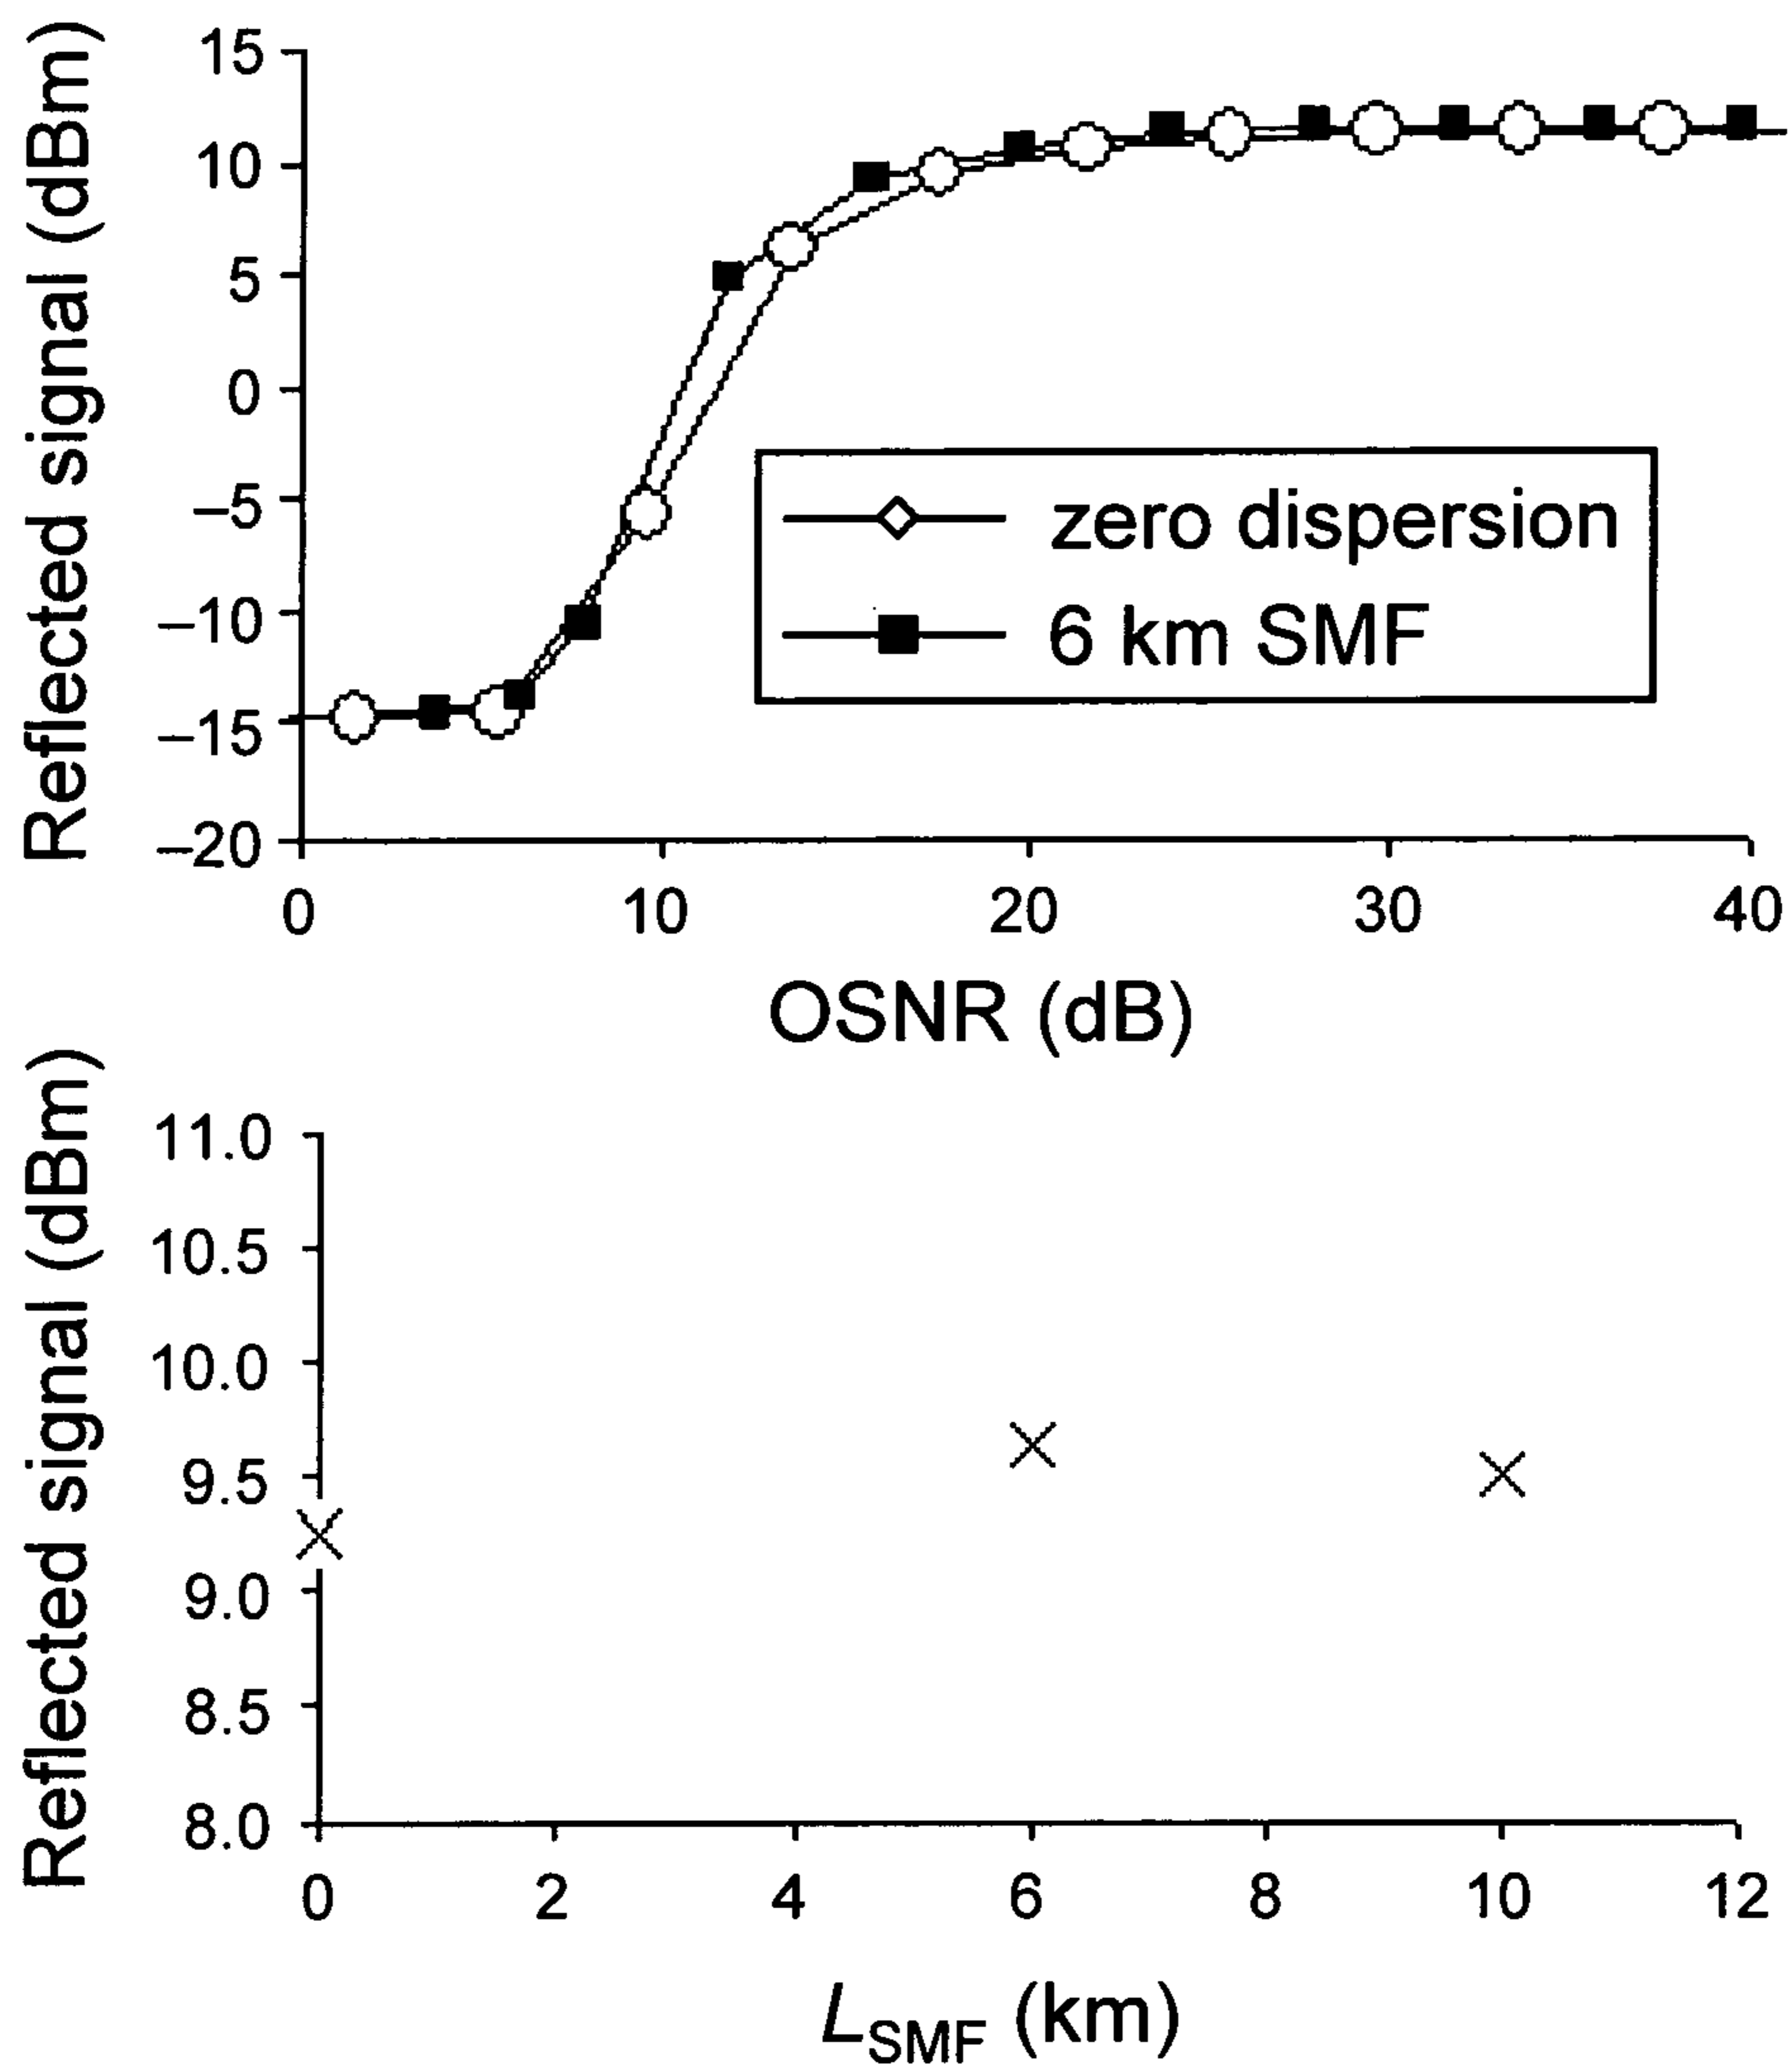 Reflected signal (dBm)
15
10
5
0
–5
–10
–15
–20
zero dispersion
6 km SMF
0 10 20 30 40
OSNR (dB)
Reflected signal (dBm)
11.0
10.5
10.0
9.5
9.0
8.5
8.0
0 2 4 6 8 10 12
LSMF (km)